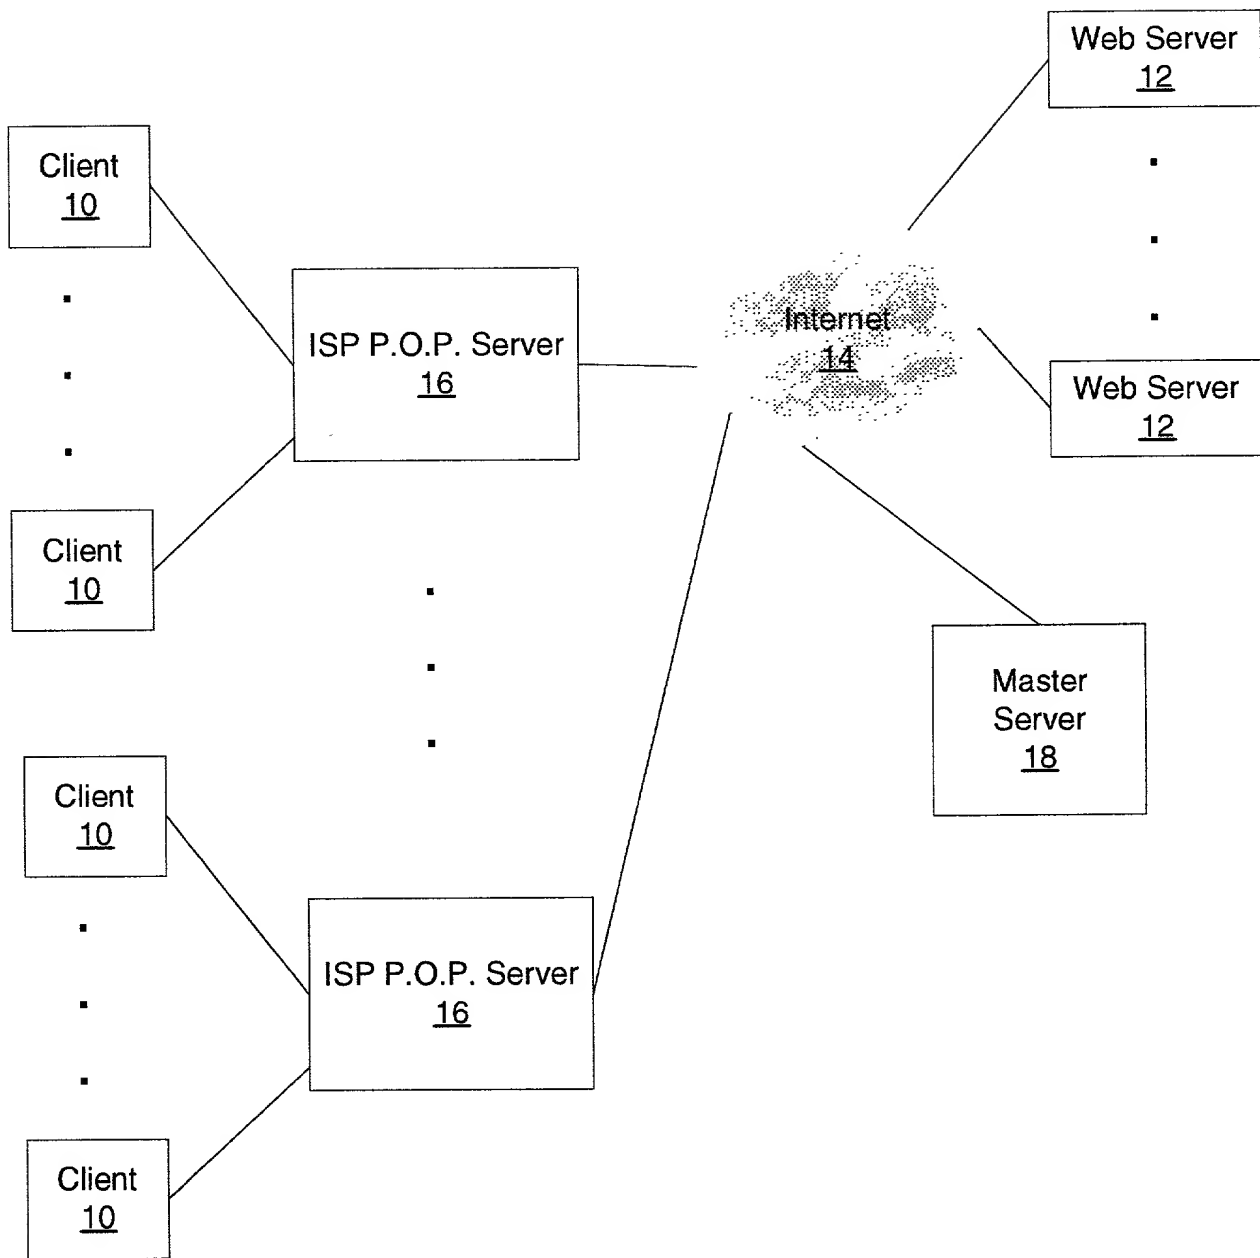 Web Server
12
Client
10
ISP P.O.P. Server
16
Internet
14
Web Server
12
Client
10
Master
Server
18
Client
10
ISP P.O.P. Server
16
Client
10